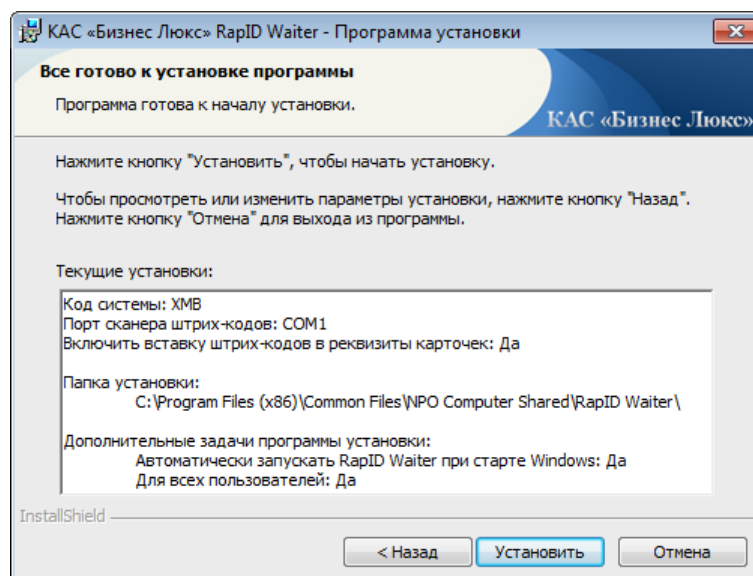 КАС «Бизнес Люкс» RapID Waiter - Программа установки
Все готово к установке программы
Программа готова к началу установки.
КАС «Бизнес Люкс»
Нажмите кнопку "Установить", чтобы начать установку.
Чтобы просмотреть или изменить параметры установки, нажмите кнопку "Назад".
Нажмите кнопку "Отмена" для выхода из программы.
Текущие установки:
Код системы: XMB
Порт сканера штрих-кодов: COM1
Включить вставку штрих-кодов в реквизиты карточек: Да
Папка установки:
C:\Program Files (x86)\Common Files\NPO Computer Shared\RapID Waiter\
Дополнительные задачи программы установки:
Автоматически запускать RapID Waiter при старте Windows: Да
Для всех пользователей: Да
InstallShield
< Назад
Установить
Отмена